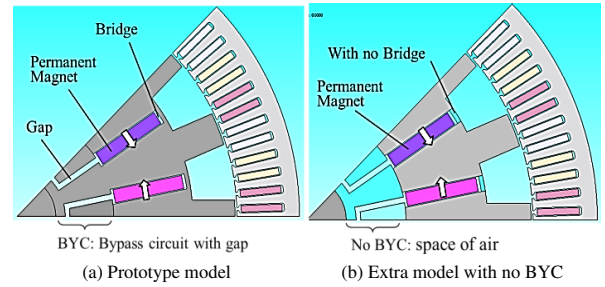 Bridge
Permanent
Magnet
Gap
BYC: Bypass circuit with gap
(a) Prototype model
With no Bridge
Permanent
Magnet
No BYC: space of air
(b) Extra model with no BYC